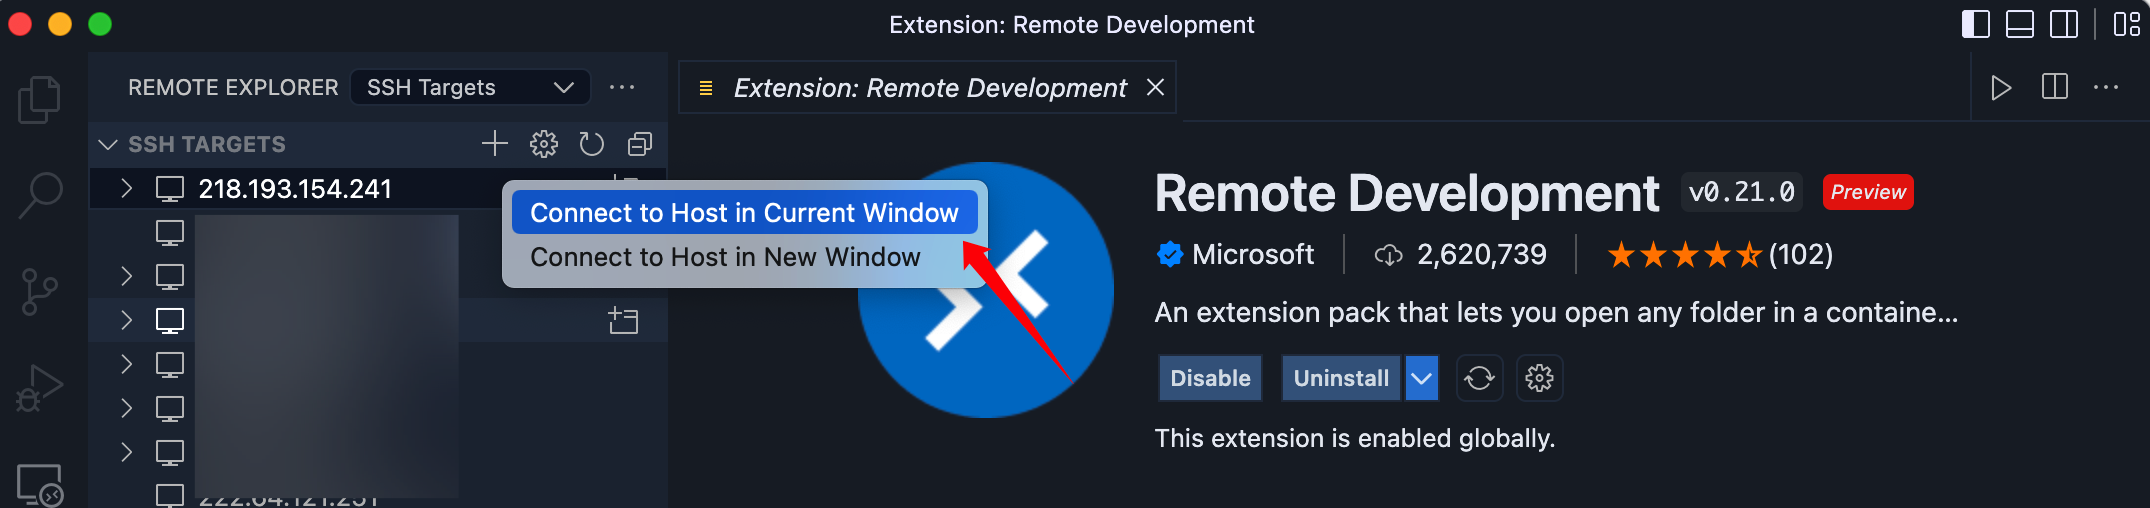 Extension: Remote Development
REMOTE EXPLORER
SSH Targets
Extension: Remote Development
SSH TARGETS
218.193.154.241
Connect to Host in Current Window
Connect to Host in New Window
Remote Development
v0.21.0
Preview
Microsoft
2,620,739
(102)
An extension pack that lets you open any folder in a containe...
Disable
Uninstall
This extension is enabled globally.